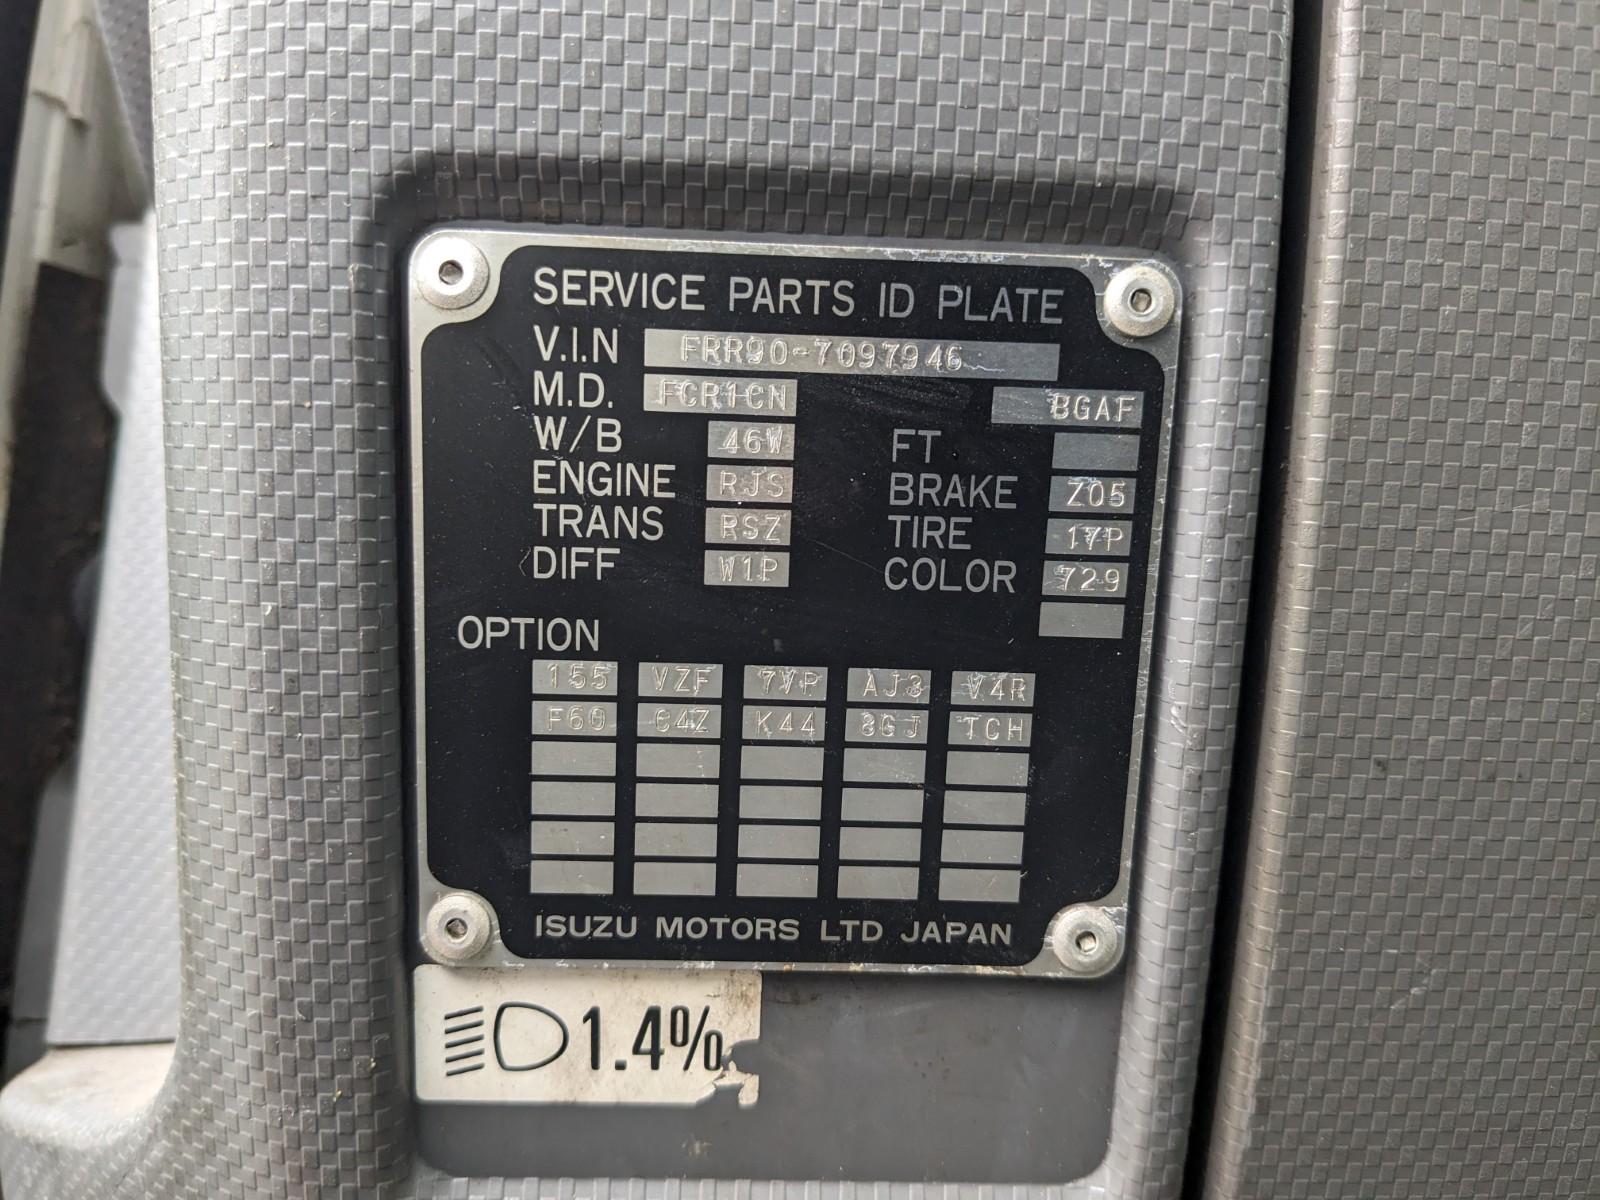 SERVICE PARTS ID PLATE
V.I.N FRR90-7097946
M.D. FCR1CN BGAF
W/B 46W FT
ENGINE RJS BRAKE Z05
TRANS RSZ TIRE 17P
DIFF W1P COLOR 729
OPTION
155 VZF 7VP AJ3 V4R
F60 C4Z K44 8GJ TCH
ISUZU MOTORS LTD JAPAN
1.4%